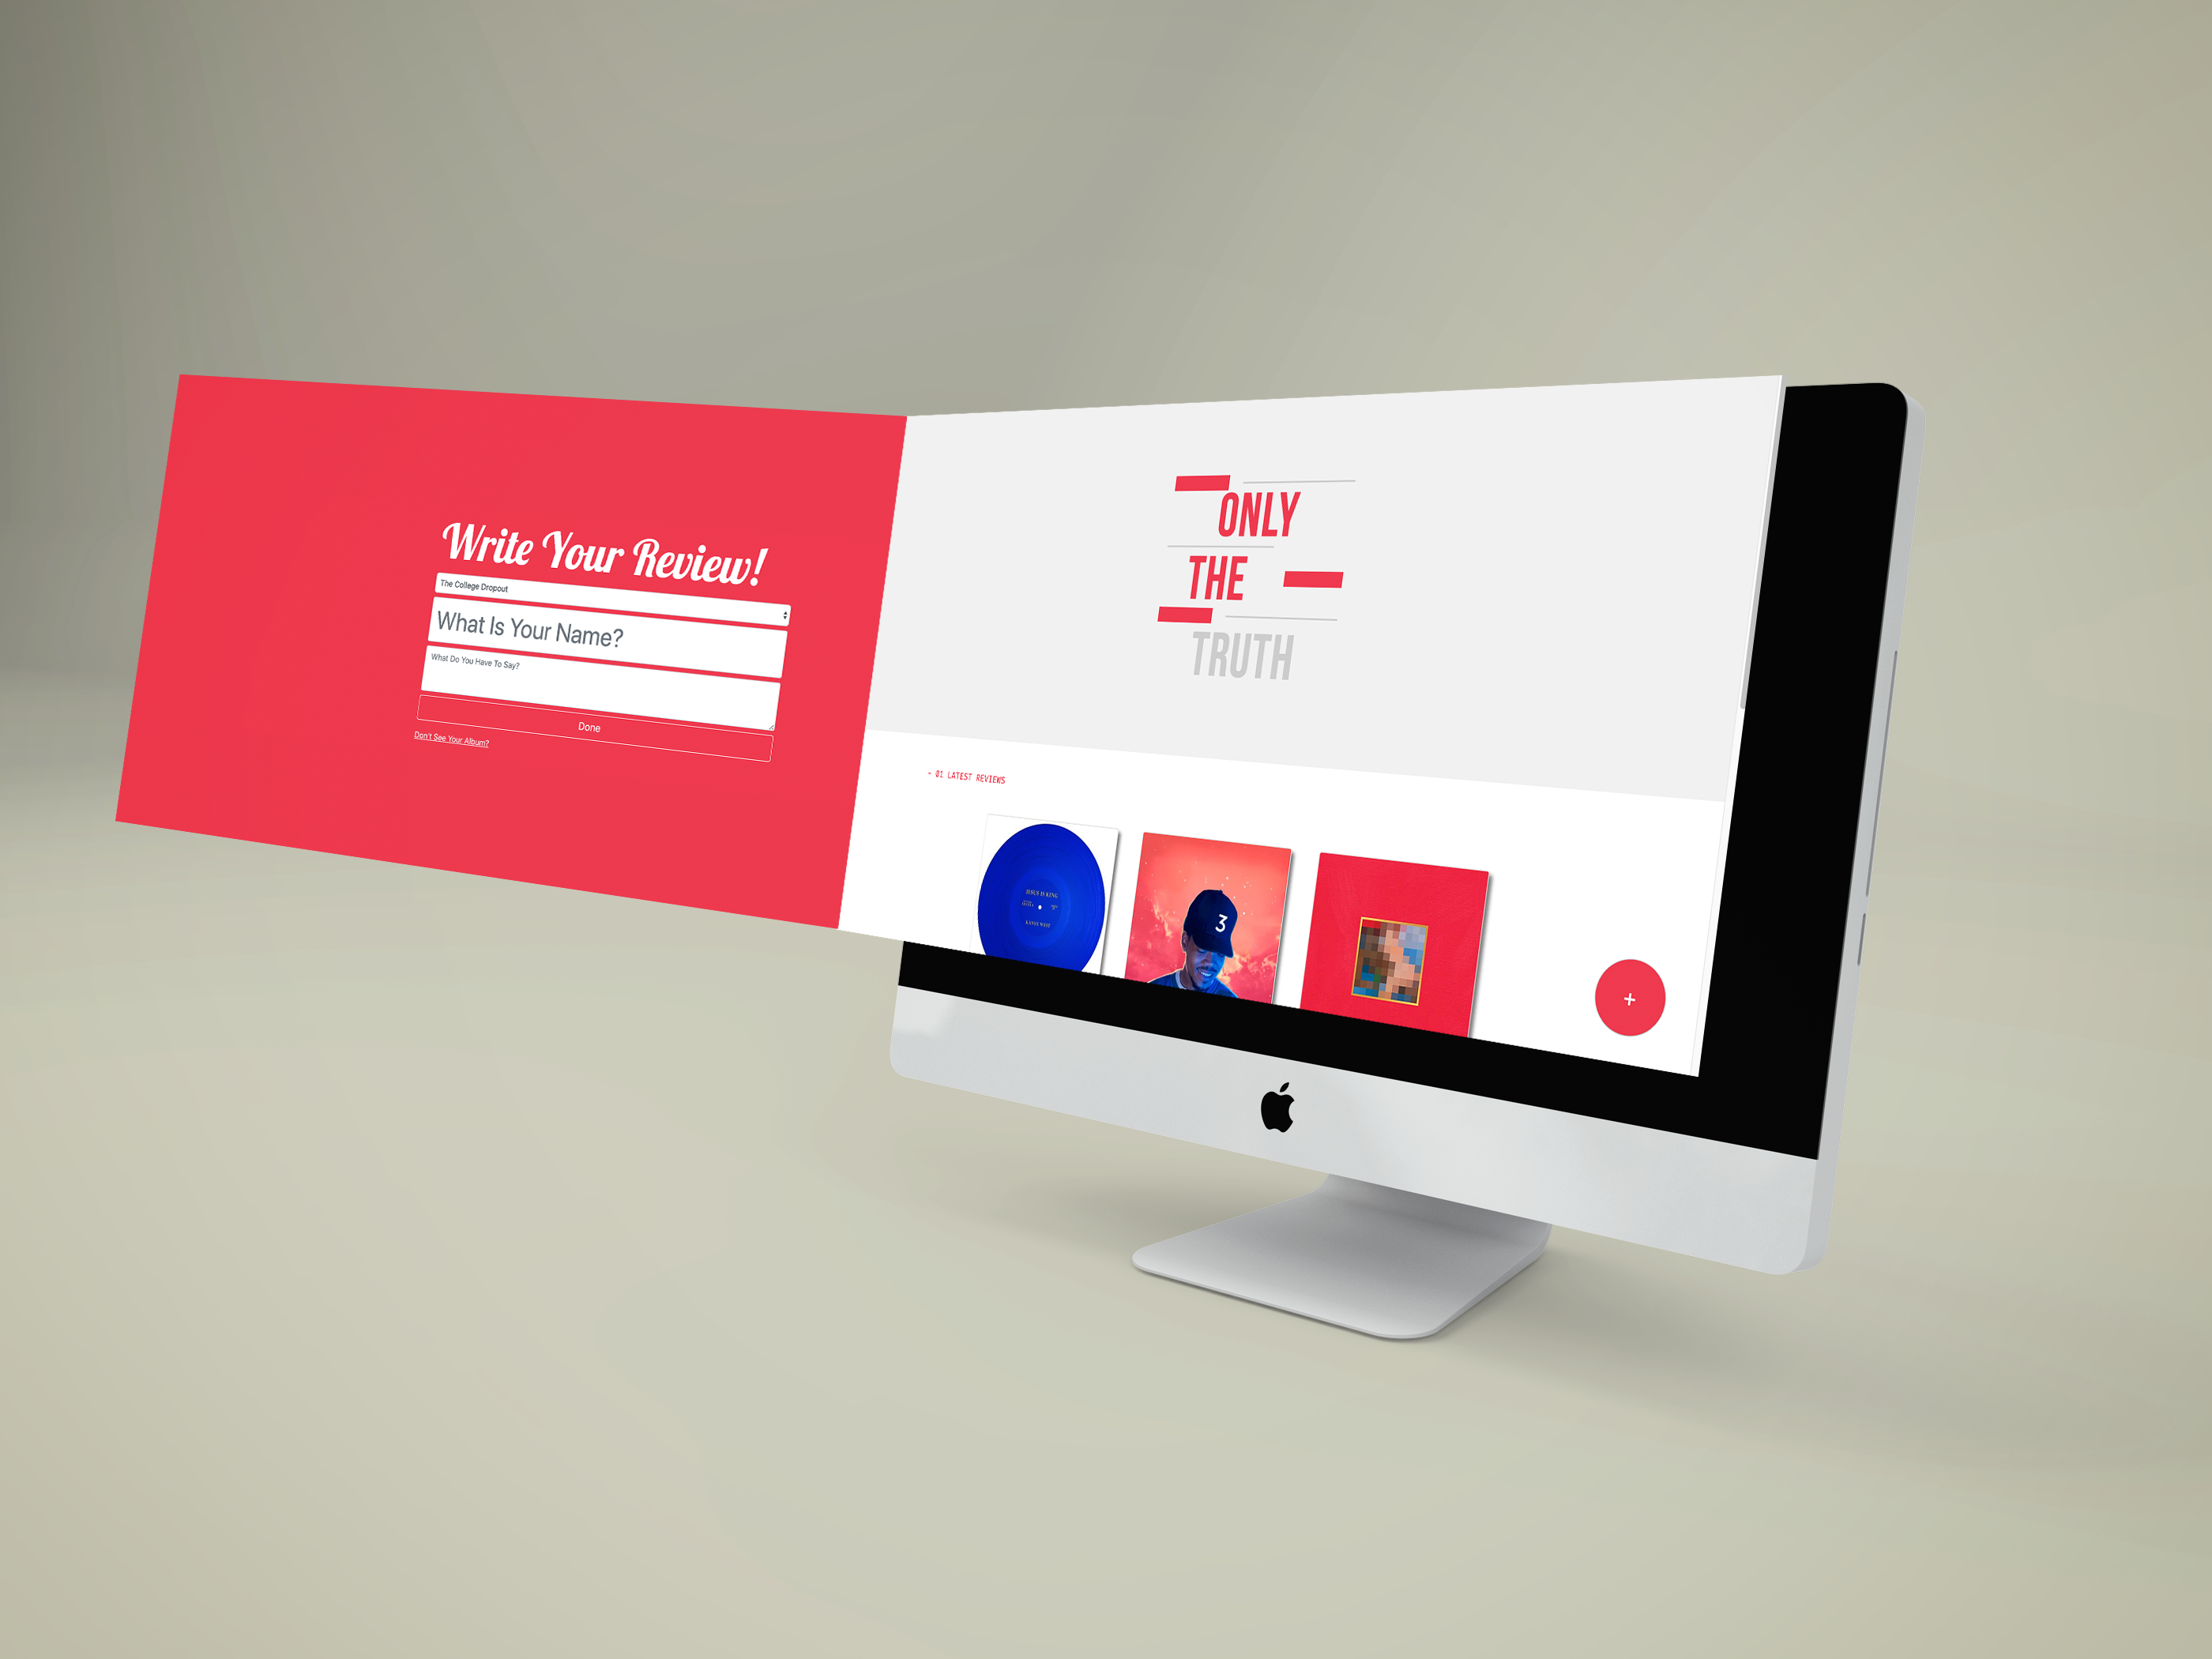 Write Your Review!
The College Dropout
What Is Your Name?
What Do You Have To Say?
Done
Don't See Your Album?
ONLY
THE
TRUTH
- 01 LATEST REVIEWS
JESUS IS KING
KANYE WEST
3
+